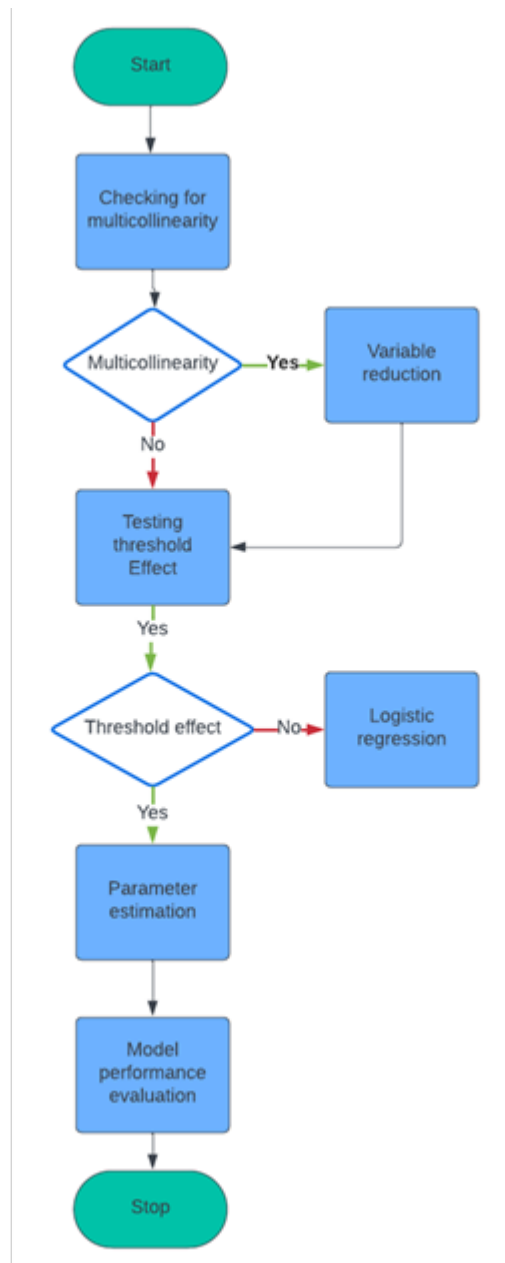 Start
Checking for
multicollinearity
Multicollinearity
Yes
Variable
reduction
No
Testing
threshold
Effect
Yes
Threshold effect
No
Logistic
regression
Yes
Parameter
estimation
Model
performance
evaluation
Stop